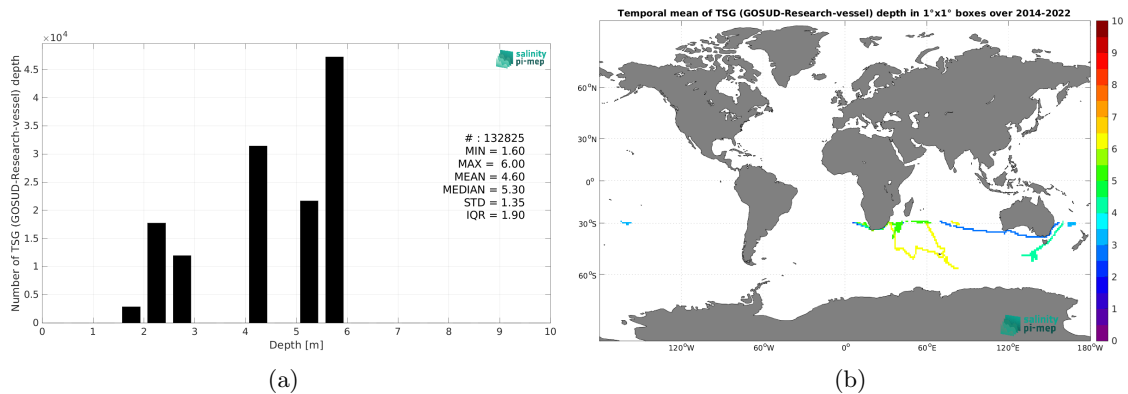 ×10⁴
4.5
4
3.5
3
2.5
2
1.5
1
0.5
0
Number of TSG (GOSUD-Research-vessel) depth
0 1 2 3 4 5 6 7 8 9 10
Depth [m]
salinity
pi-mep
# : 132825
MIN = 1.60
MAX = 6.00
MEAN = 4.60
MEDIAN = 5.30
STD = 1.35
IQR = 1.90
(a)
Temporal mean of TSG (GOSUD-Research-vessel) depth in 1°x1° boxes over 2014-2022
60°N
30°N
0°
30°S
60°S
120°W 60°W 0° 60°E 120°E 180°W
salinity
pi-mep
10
9
8
7
6
5
4
3
2
1
0
(b)